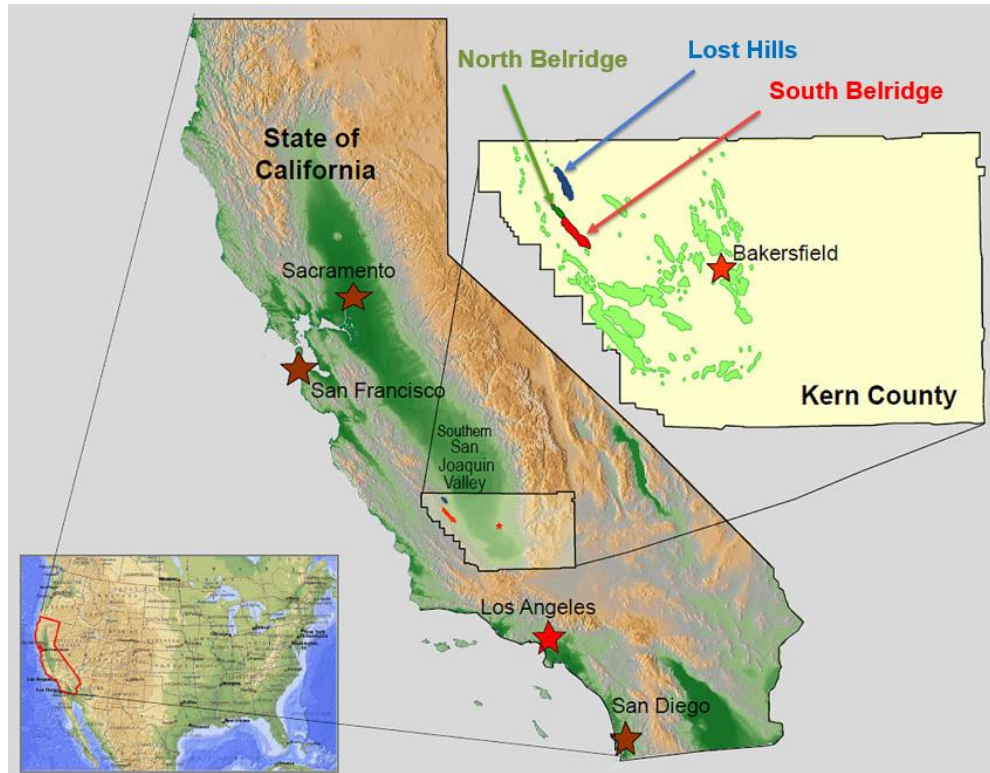 Lost Hills
North Belridge
South Belridge
State of
California
Bakersfield
Sacramento
San Francisco
Kern County
Southern
San
Joaquin
Valley
Los Angeles
San Diego